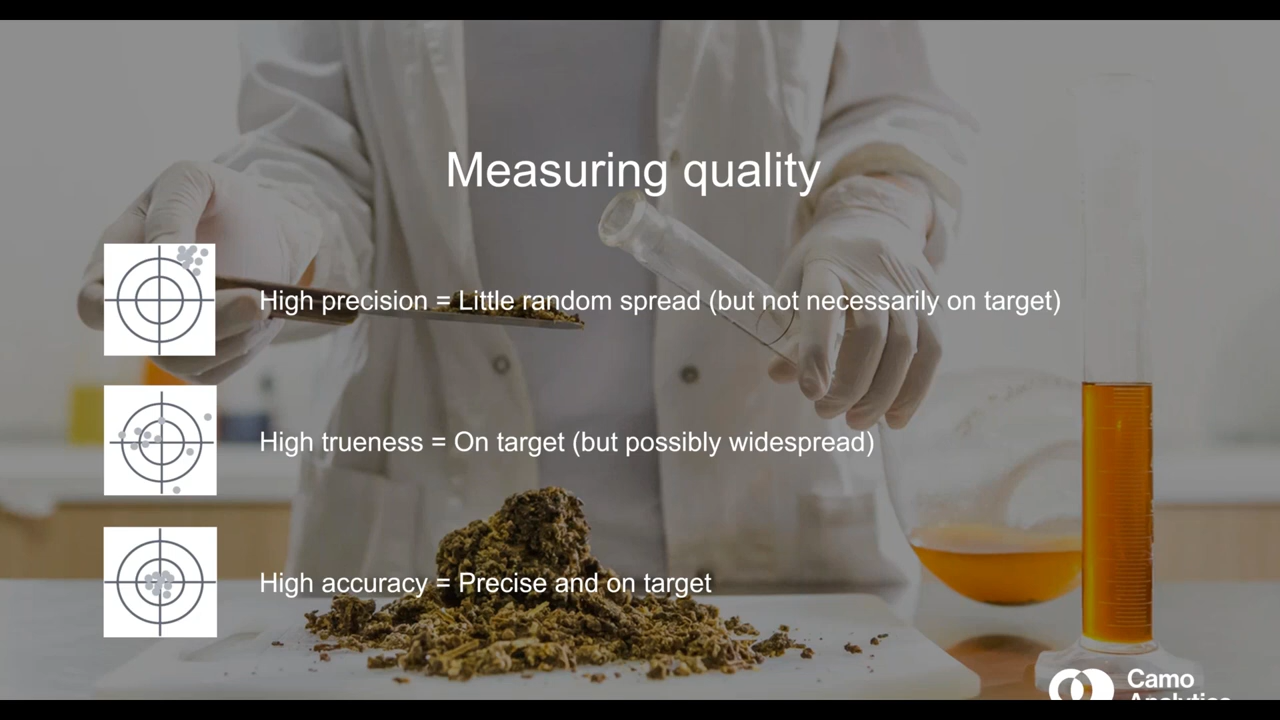 Measuring quality
High precision = Little random spread (but not necessarily on target)
High trueness = On target (but possibly widespread)
High accuracy = Precise and on target
Camo
Analytics